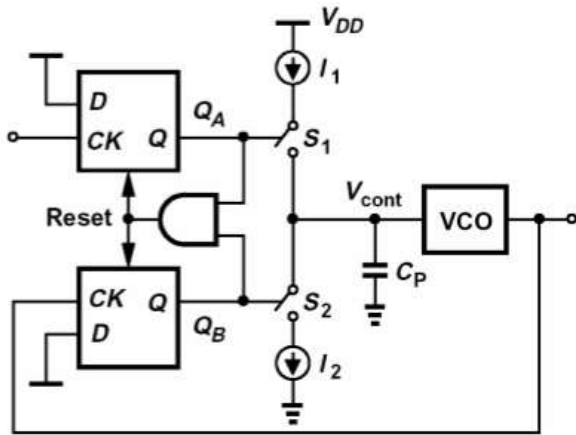 V_DD
I_1
D
CK Q
Q_A
S_1
Reset
V_cont
VCO
C_P
CK Q
D
Q_B
S_2
I_2